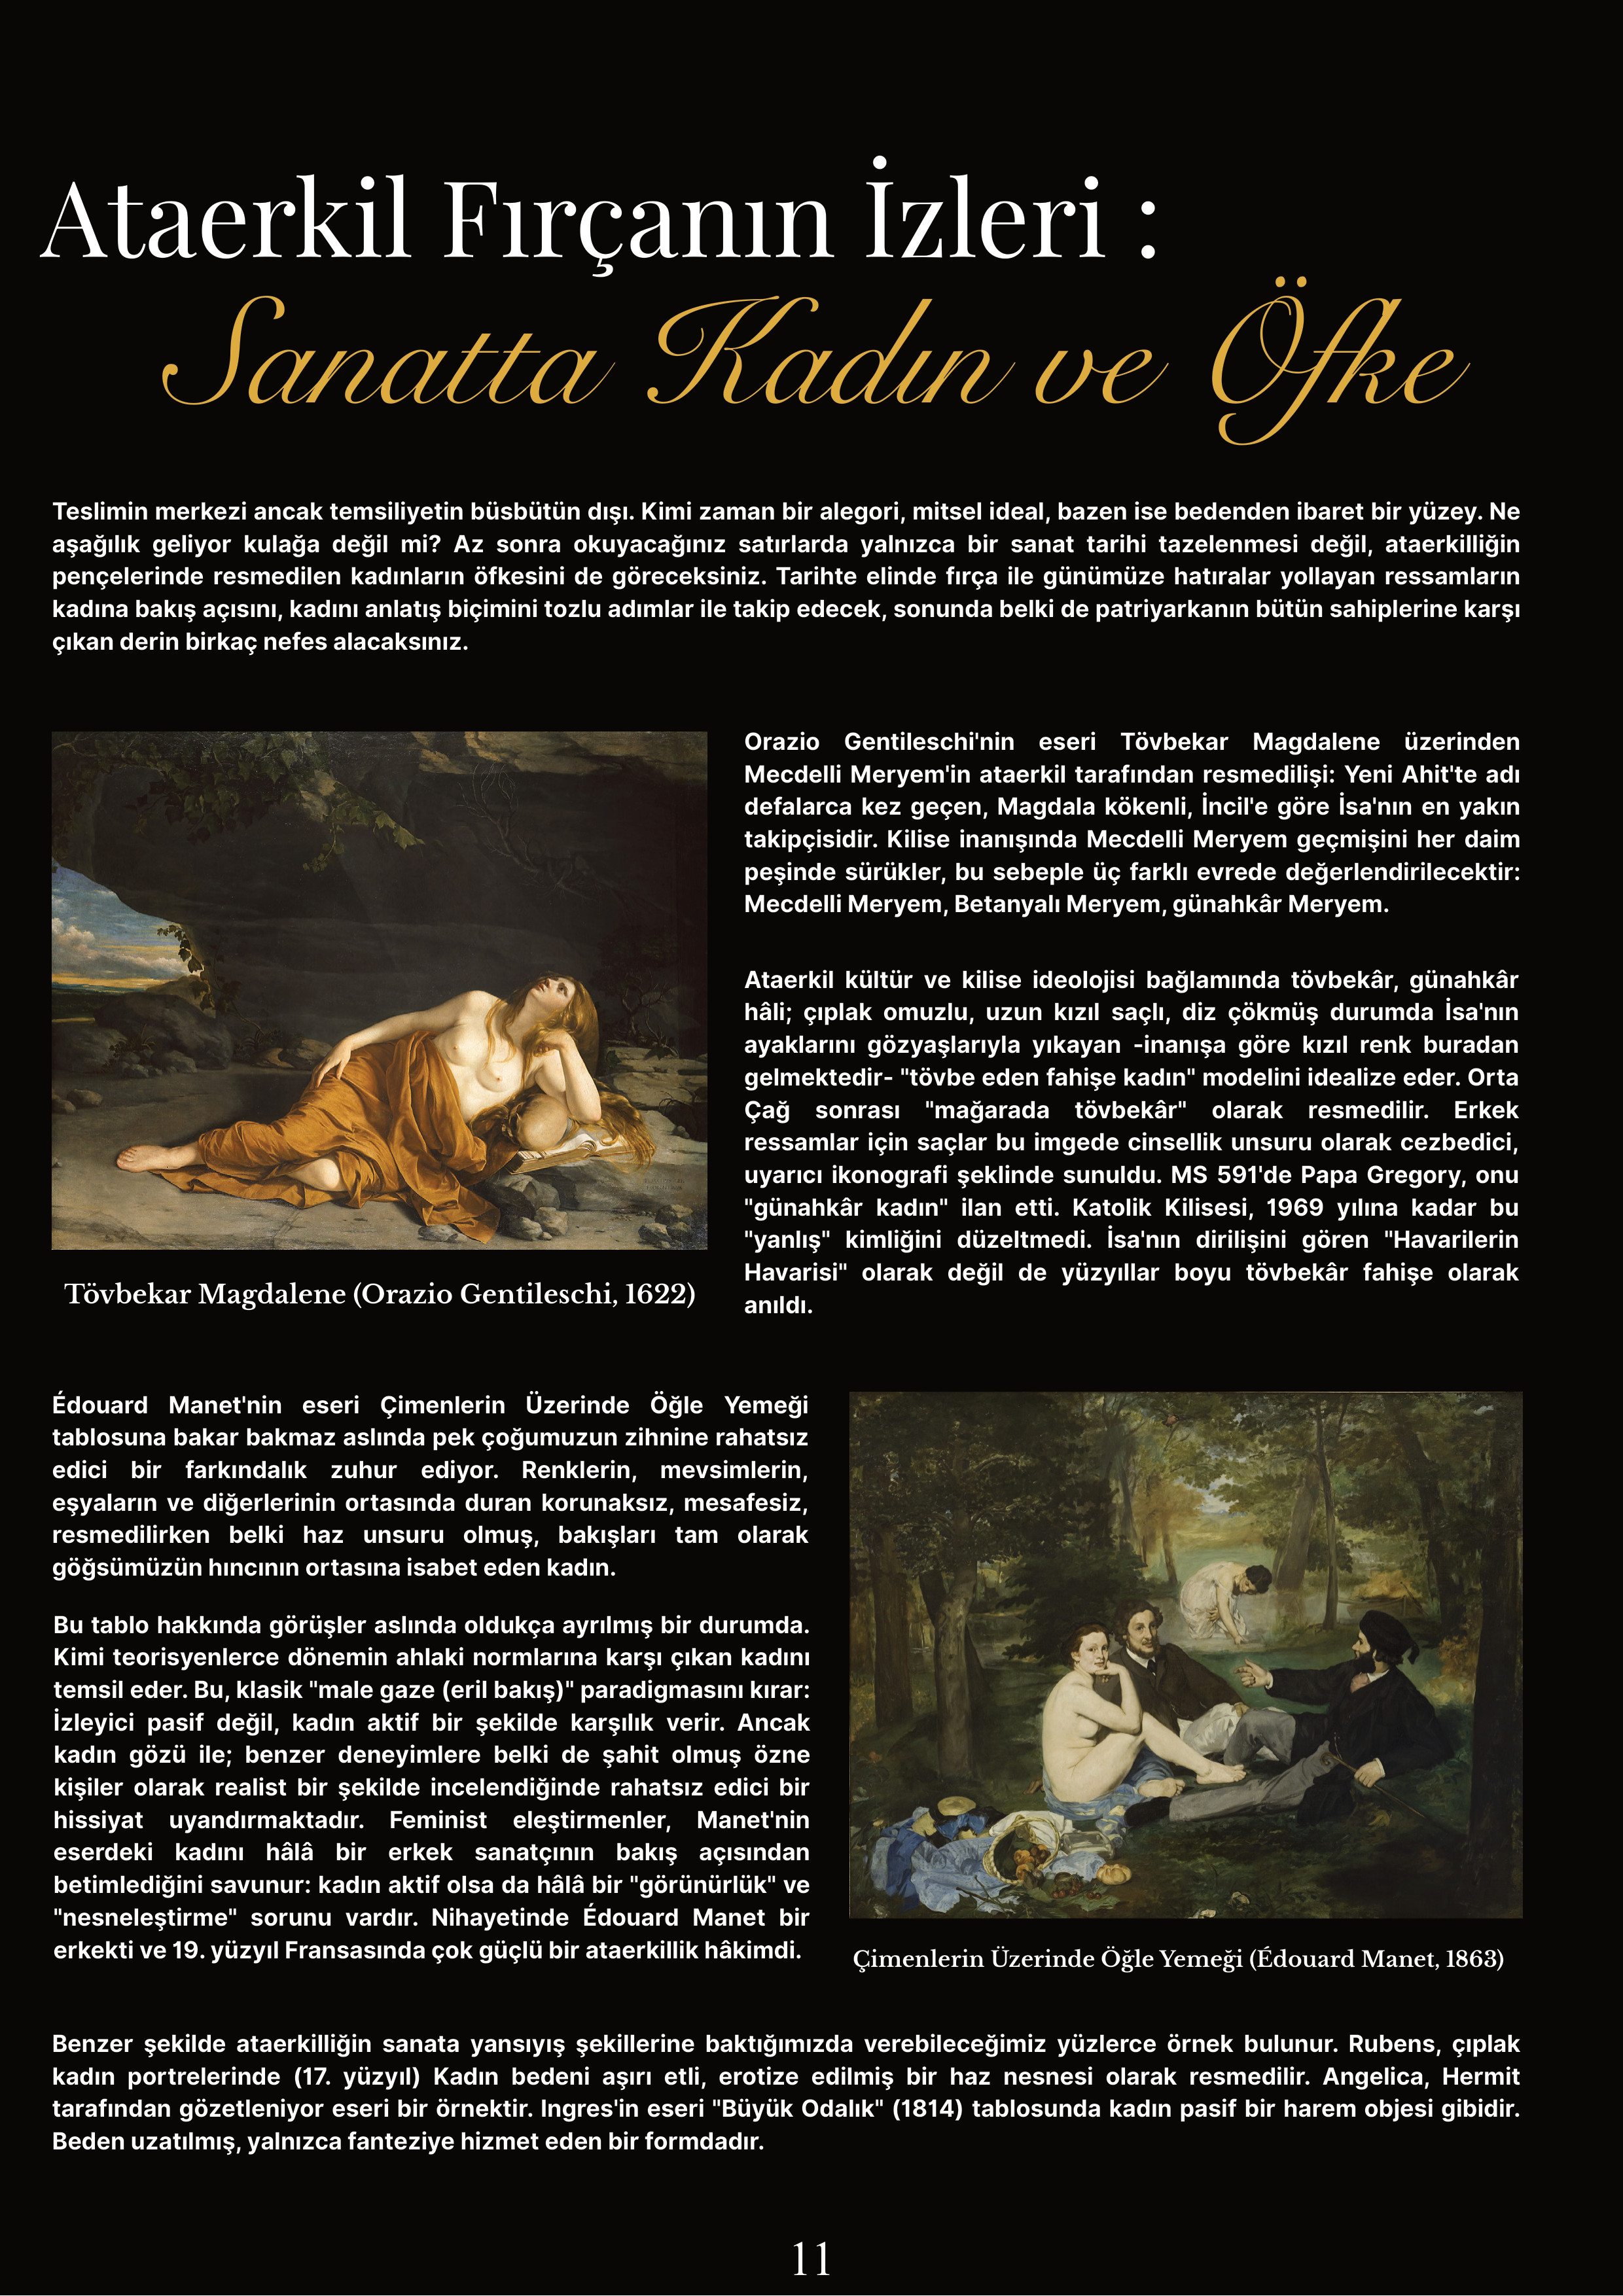 Ataerkil Fırçanın İzleri :
Sanatta Kadın ve Öfke
Teslimin merkezi ancak temsiliyetin büsbütün dışı. Kimi zaman bir alegori, mitsel ideal, bazen ise bedenden ibaret bir yüzey. Ne
aşağılık geliyor kulağa değil mi? Az sonra okuyacağınız satırlarda yalnızca bir sanat tarihi tazelenmesi değil, ataerkilliğin
pençelerinde resmedilen kadınların öfkesini de göreceksiniz. Tarihte elinde fırça ile günümüze hatıralar yollayan ressamların
kadına bakış açısını, kadını anlatış biçimini tozlu adımlar ile takip edecek, sonunda belki de patriyarkanın bütün sahiplerine karşı
çıkan derin birkaç nefes alacaksınız.
Orazio Gentileschi'nin eseri Tövbekar Magdalene üzerinden
Mecdelli Meryem'in ataerkil tarafından resmedilişi: Yeni Ahit'te adı
defalarca kez geçen, Magdala kökenli, İncil'e göre İsa'nın en yakın
takipçisidir. Kilise inanışında Mecdelli Meryem geçmişini her daim
peşinde sürükler, bu sebeple üç farklı evrede değerlendirilecektir:
Mecdelli Meryem, Betanyalı Meryem, günahkâr Meryem.
Ataerkil kültür ve kilise ideolojisi bağlamında tövbekâr, günahkâr
hâli; çıplak omuzlu, uzun kızıl saçlı, diz çökmüş durumda İsa'nın
ayaklarını gözyaşlarıyla yıkayan -inanışa göre kızıl renk buradan
gelmektedir- "tövbe eden fahişe kadın" modelini idealize eder. Orta
Çağ sonrası "mağarada tövbekâr" olarak resmedilir. Erkek
ressamlar için saçlar bu imgede cinsellik unsuru olarak cezbedici,
uyarıcı ikonografi şeklinde sunuldu. MS 591'de Papa Gregory, onu
"günahkâr kadın" ilan etti. Katolik Kilisesi, 1969 yılına kadar bu
"yanlış" kimliğini düzeltmedi. İsa'nın dirilişini gören "Havarilerin
Havarisi" olarak değil de yüzyıllar boyu tövbekâr fahişe olarak
anıldı.
Tövbekar Magdalene (Orazio Gentileschi, 1622)
Édouard Manet'nin eseri Çimenlerin Üzerinde Öğle Yemeği
tablosuna bakar bakmaz aslında pek çoğumuzun zihnine rahatsız
edici bir farkındalık zuhur ediyor. Renklerin, mevsimlerin,
eşyaların ve diğerlerinin ortasında duran korunaksız, mesafesiz,
resmedilirken belki haz unsuru olmuş, bakışları tam olarak
göğsümüzün hıncının ortasına isabet eden kadın.
Bu tablo hakkında görüşler aslında oldukça ayrılmış bir durumda.
Kimi teorisyenlerce dönemin ahlaki normlarına karşı çıkan kadını
temsil eder. Bu, klasik "male gaze (eril bakış)" paradigmasını kırar:
İzleyici pasif değil, kadın aktif bir şekilde karşılık verir. Ancak
kadın gözü ile; benzer deneyimlere belki de şahit olmuş özne
kişiler olarak realist bir şekilde incelendiğinde rahatsız edici bir
hissiyat uyandırmaktadır. Feminist eleştirmenler, Manet'nin
eserdeki kadını hâlâ bir erkek sanatçının bakış açısından
betimlediğini savunur: kadın aktif olsa da hâlâ bir "görünürlük" ve
"nesneleştirme" sorunu vardır. Nihayetinde Édouard Manet bir
erkekti ve 19. yüzyıl Fransasında çok güçlü bir ataerkillik hâkimdi.
Çimenlerin Üzerinde Öğle Yemeği (Édouard Manet, 1863)
Benzer şekilde ataerkilliğin sanata yansıyış şekillerine baktığımızda verebileceğimiz yüzlerce örnek bulunur. Rubens, çıplak
kadın portrelerinde (17. yüzyıl) Kadın bedeni aşırı etli, erotize edilmiş bir haz nesnesi olarak resmedilir. Angelica, Hermit
tarafından gözetleniyor eseri bir örnektir. Ingres'in eseri "Büyük Odalık" (1814) tablosunda kadın pasif bir harem objesi gibidir.
Beden uzatılmış, yalnızca fanteziye hizmet eden bir formdadır.
11